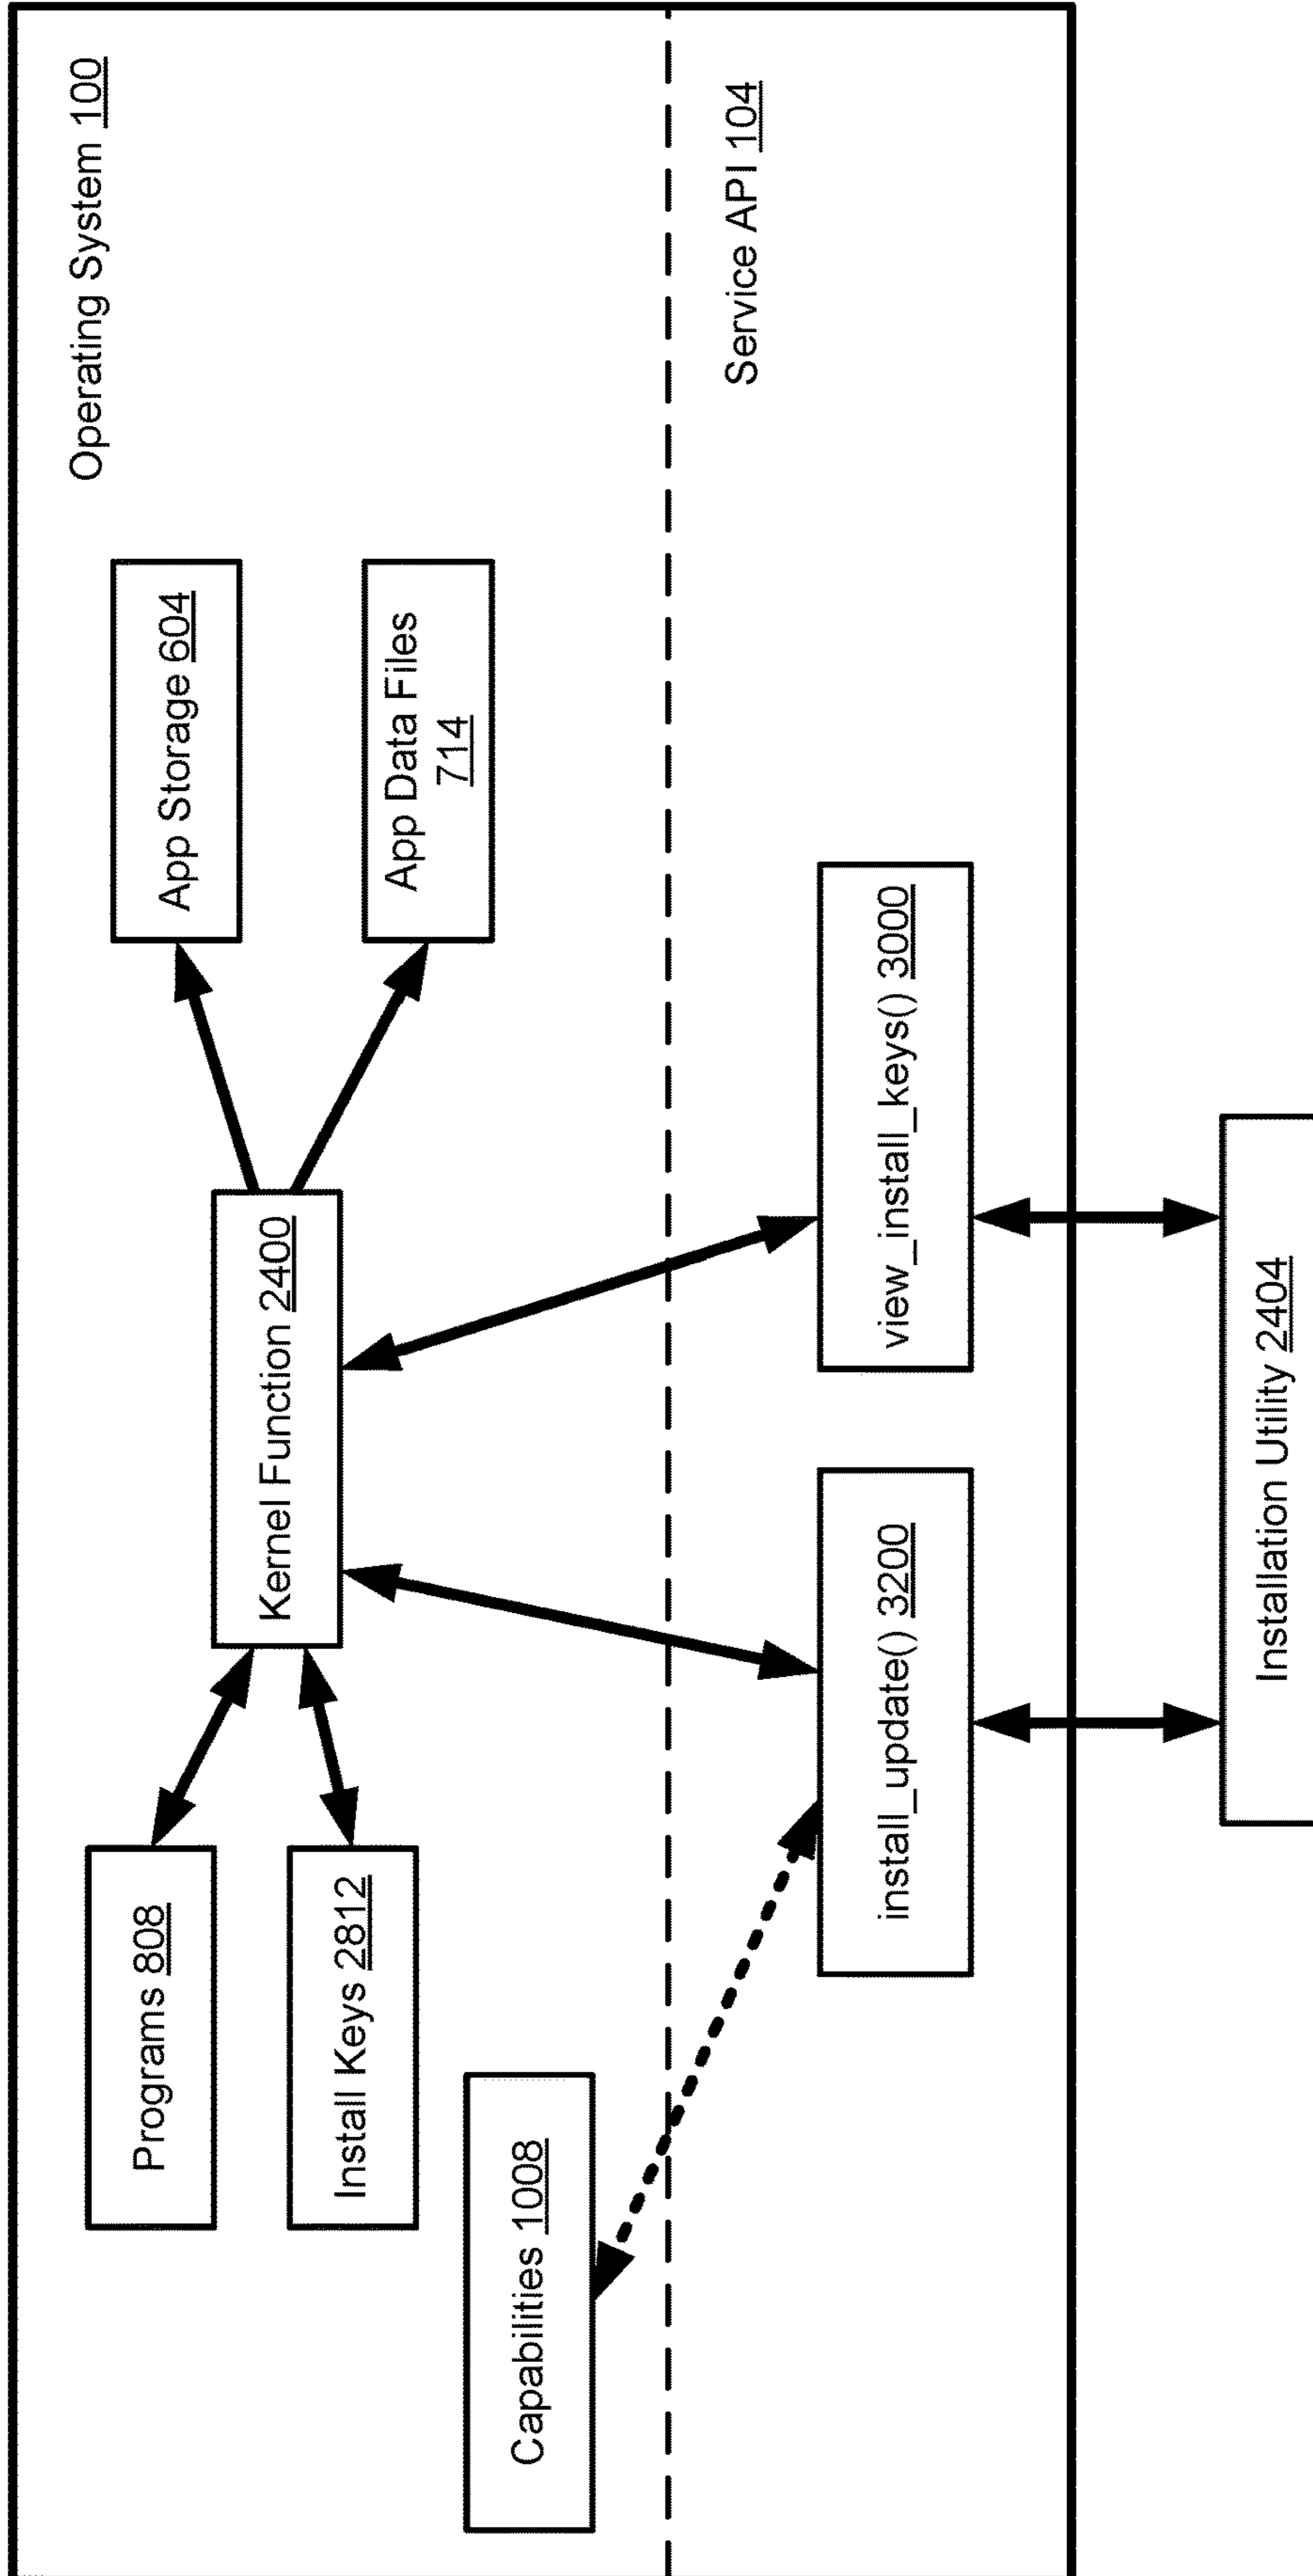 Operating System 100
Programs 808
App Storage 604
Kernel Function 2400
Install Keys 2812
App Data Files
714
Capabilities 1008
Service API 104
install_update() 3200
view_install_keys() 3000
Installation Utility 2404